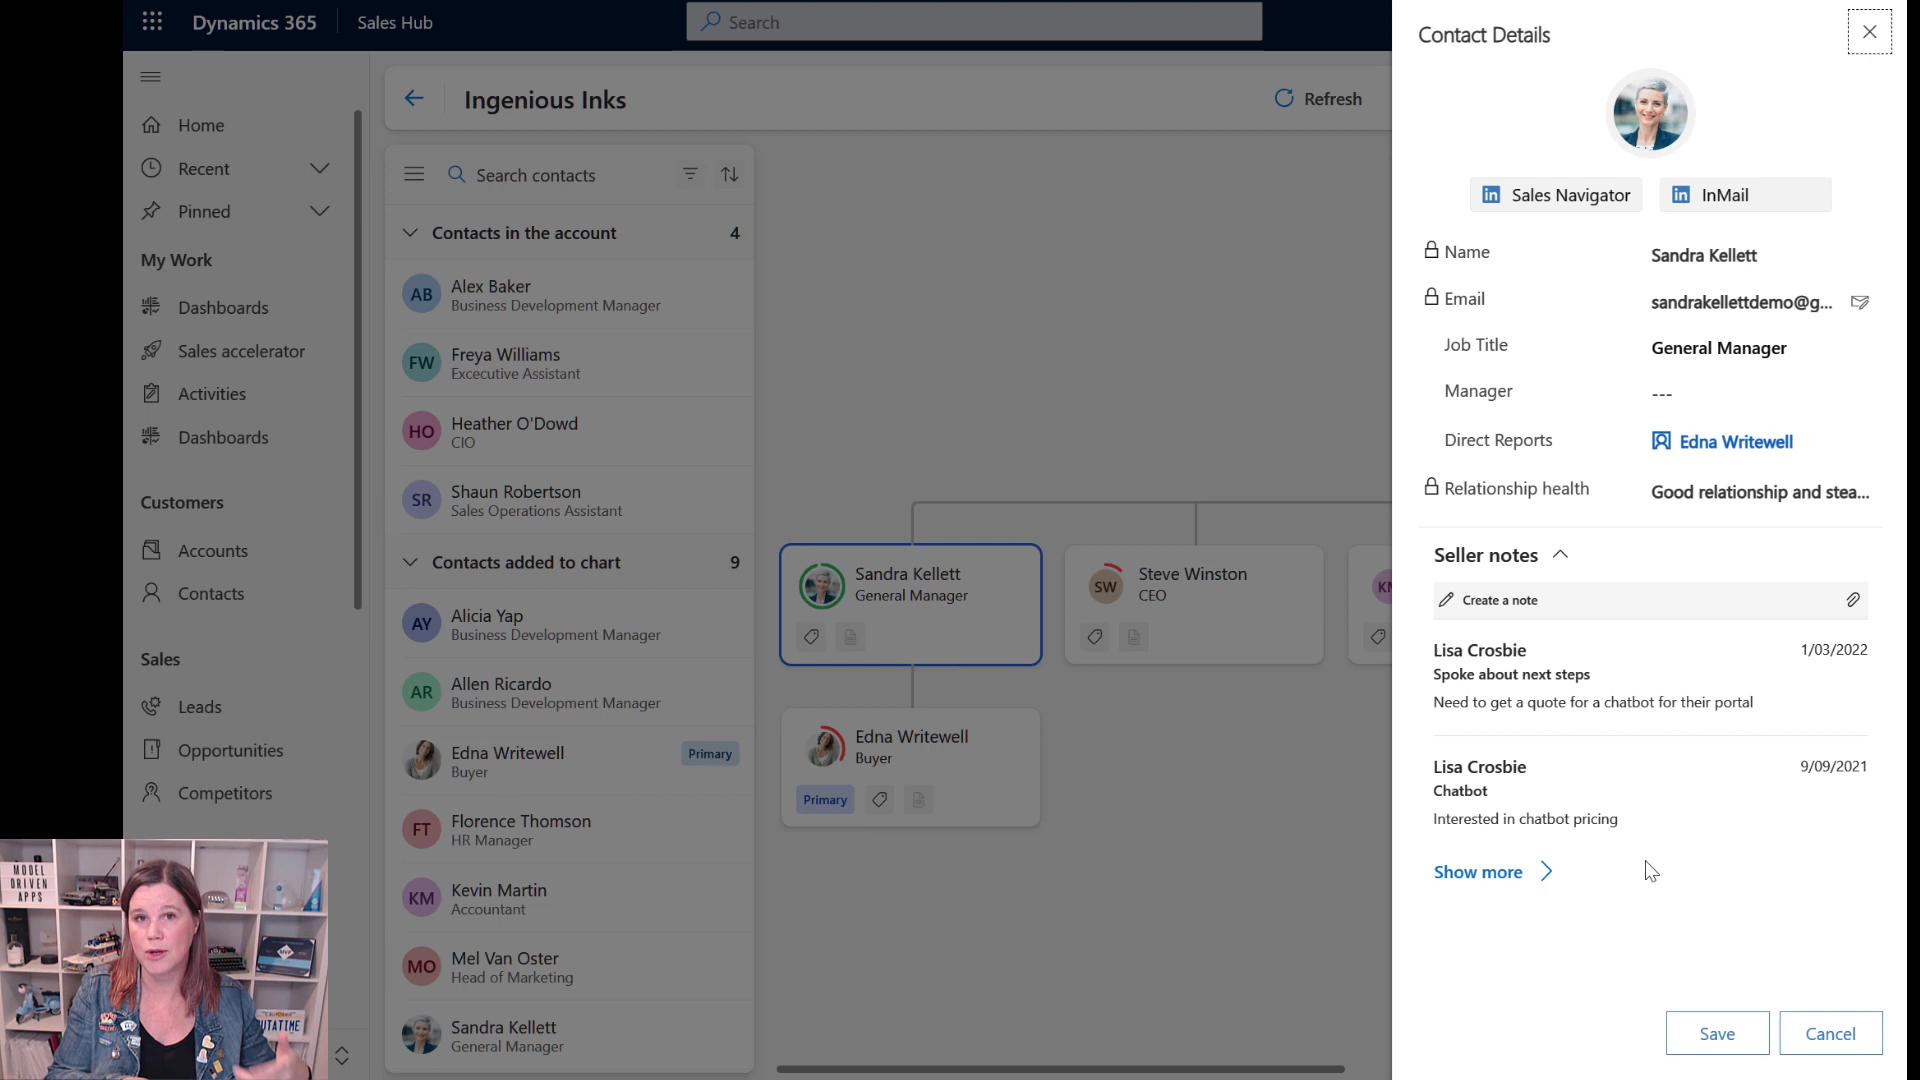 Dynamics 365
Sales Hub
Search
Home
Recent
Pinned
My Work
Dashboards
Sales accelerator
Activities
Dashboards
Customers
Accounts
Contacts
Sales
Leads
Opportunities
Competitors
Ingenious Inks
Refresh
Search contacts
Contacts in the account 4
AB
Alex Baker
Business Development Manager
FW
Freya Williams
Excecutive Assistant
HO
Heather O'Dowd
CIO
SR
Shaun Robertson
Sales Operations Assistant
Contacts added to chart 9
AY
Alicia Yap
Business Development Manager
AR
Allen Ricardo
Business Development Manager
Edna Writewell
Buyer
Primary
FT
Florence Thomson
HR Manager
KM
Kevin Martin
Accountant
MO
Mel Van Oster
Head of Marketing
Sandra Kellett
General Manager
Sandra Kellett
General Manager
SW
Steve Winston
CEO
Edna Writewell
Buyer
Primary
Contact Details
in Sales Navigator
in InMail
Name Sandra Kellett
Email sandrakellettdemo@g...
Job Title General Manager
Manager ---
Direct Reports Edna Writewell
Relationship health Good relationship and stea...
Seller notes
Create a note
Lisa Crosbie 1/03/2022
Spoke about next steps
Need to get a quote for a chatbot for their portal
Lisa Crosbie 9/09/2021
Chatbot
Interested in chatbot pricing
Show more
Save
Cancel
MODEL
DRIVEN
APPS
MVP